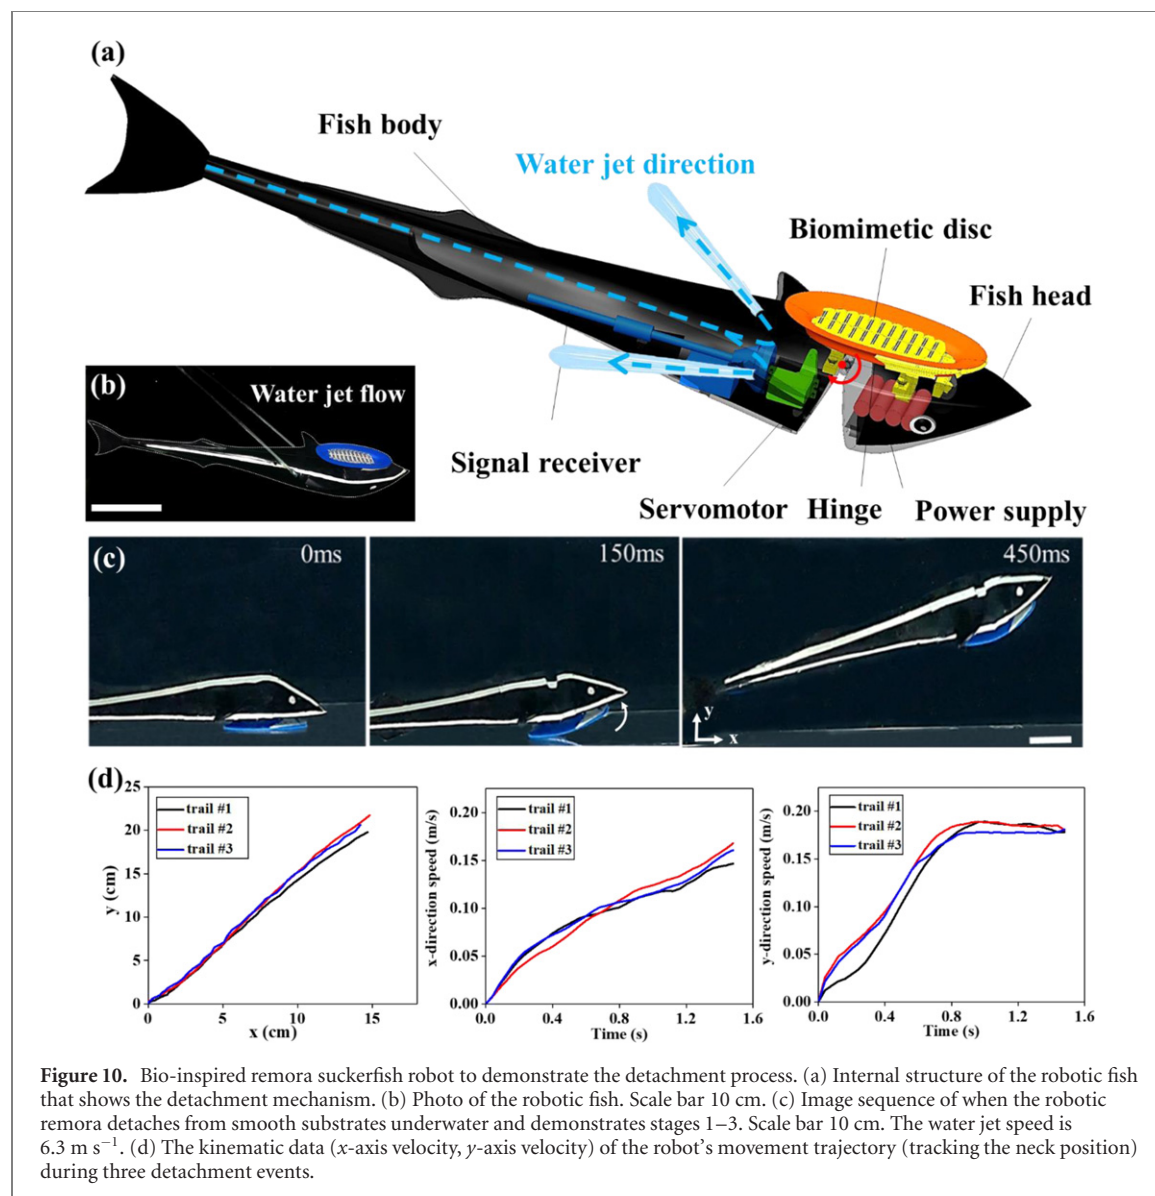 (a)
Fish body
Water jet direction
Biomimetic disc
Fish head
(b)
Water jet flow
Signal receiver
Servomotor
Hinge
Power supply
(c)
0ms
150ms
450ms
y
x
(d)
25
20
15
10
5
0
y (cm)
trail #1
trail #2
trail #3
0
5
10
15
x (cm)
0.20
0.15
0.10
0.05
0.00
x-direction speed (m/s)
trail #1
trail #2
trail #3
0.0
0.4
0.8
1.2
1.6
Time (s)
0.20
0.15
0.10
0.05
0.00
y-direction speed (m/s)
trail #1
trail #2
trail #3
0.0
0.4
0.8
1.2
1.6
Time (s)
Figure 10. Bio-inspired remora suckerfish robot to demonstrate the detachment process. (a) Internal structure of the robotic fish
that shows the detachment mechanism. (b) Photo of the robotic fish. Scale bar 10 cm. (c) Image sequence of when the robotic
remora detaches from smooth substrates underwater and demonstrates stages 1–3. Scale bar 10 cm. The water jet speed is
6.3 m s⁻¹. (d) The kinematic data (x-axis velocity, y-axis velocity) of the robot's movement trajectory (tracking the neck position)
during three detachment events.